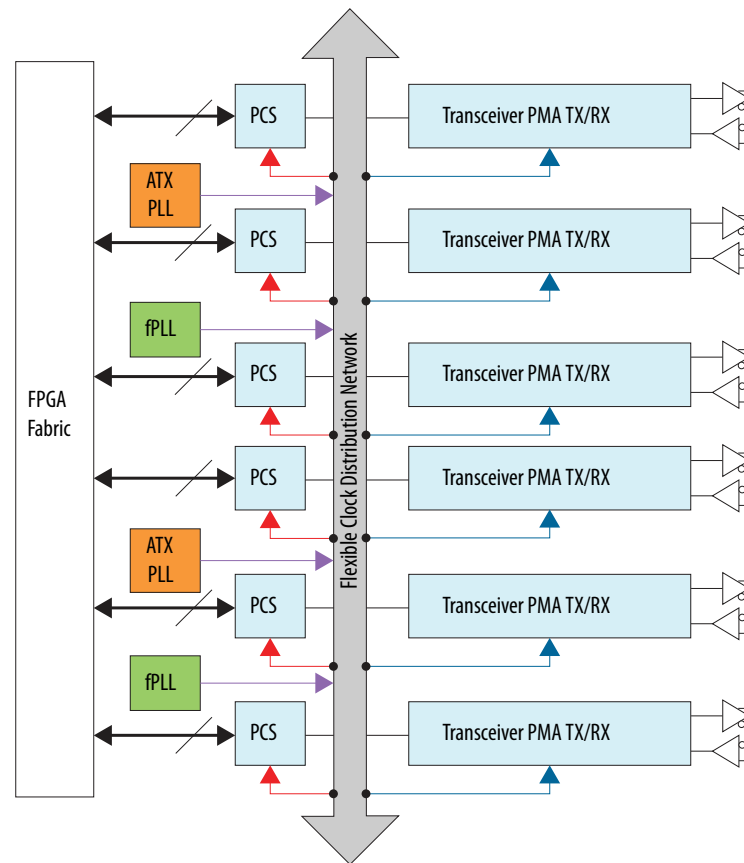 PCS
Transceiver PMA TX/RX
ATX
PLL
PCS
Transceiver PMA TX/RX
fPLL
PCS
Transceiver PMA TX/RX
FPGA
Fabric
Flexible Clock Distribution Network
PCS
Transceiver PMA TX/RX
ATX
PLL
PCS
Transceiver PMA TX/RX
fPLL
PCS
Transceiver PMA TX/RX